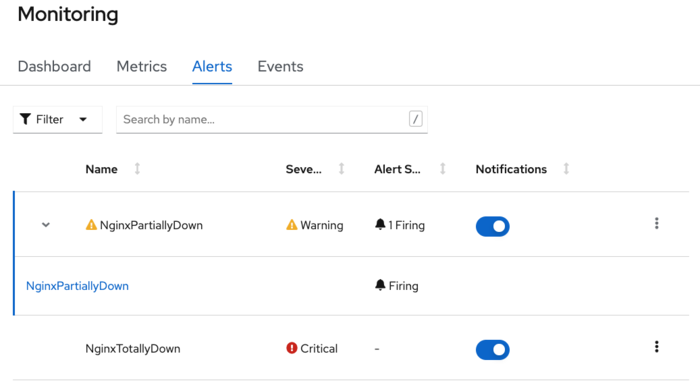 Monitoring
Dashboard Metrics Alerts Events
Filter Search by name... /
Name Seve... Alert S... Notifications
NginxPartiallyDown Warning 1 Firing
NginxPartiallyDown Firing
NginxTotallyDown Critical -